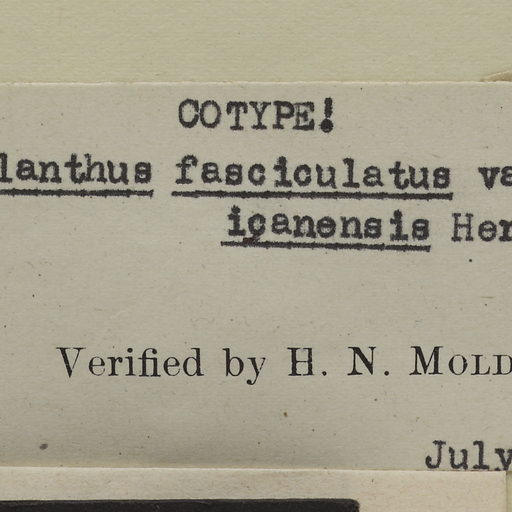 COTYPE!
lanthus fasciculatus va
içanensis Her
Verified by H. N. MOLD
July